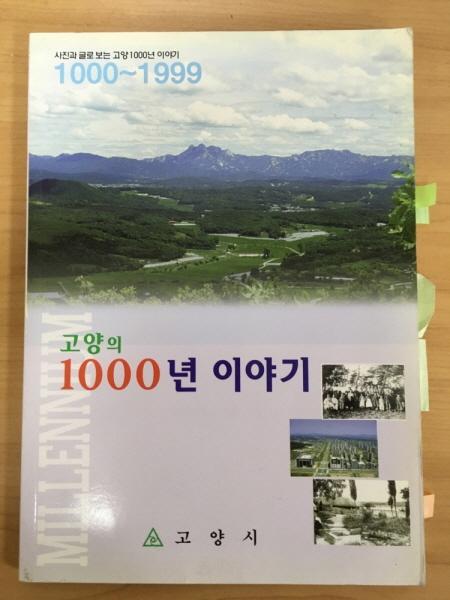 사진과 글로 보는 고양 1000년 이야기
1000~1999
MILLENNIUM
고양의
1000년 이야기
고양시